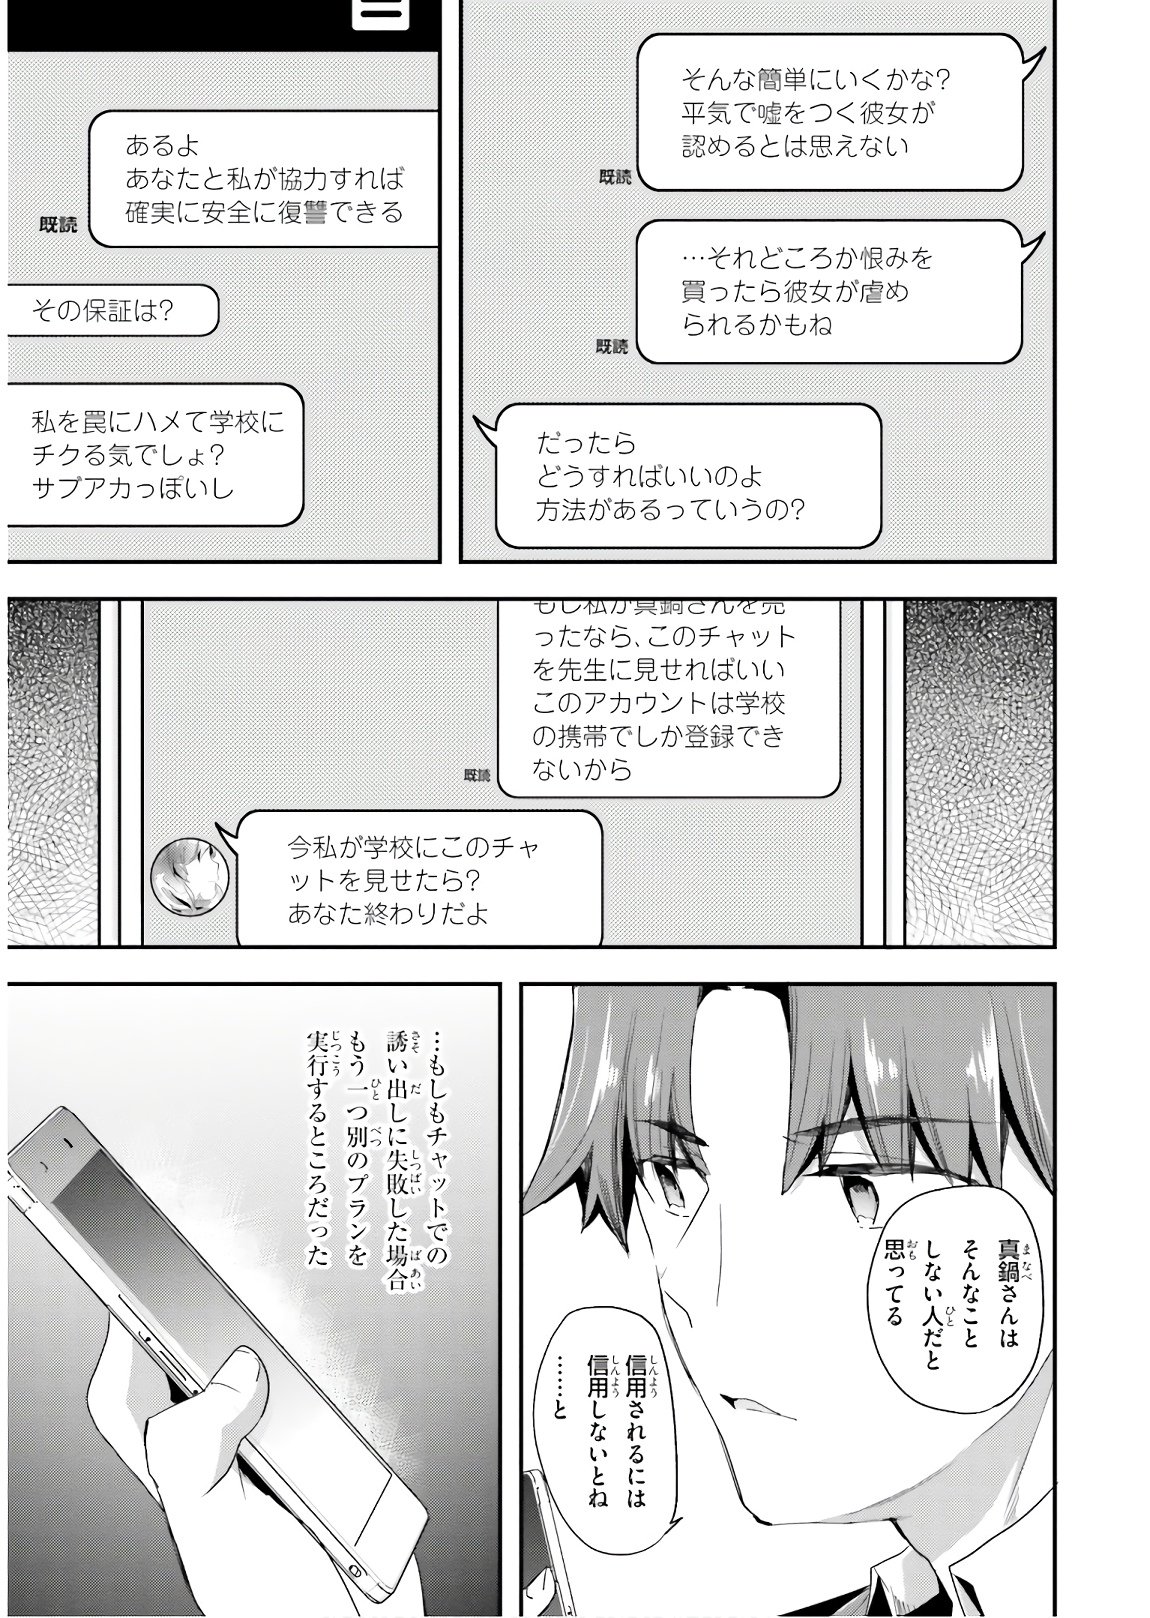 そんな簡単にいくかな?
平気で嘘をつく彼女が
認めるとは思えない
既読
…それどころか恨みを
買ったら彼女が虐め
られるかもね
既読
だったら
どうすればいいのよ
方法があるっていうの?
あるよ
あなたと私が協力すれば
確実に安全に復讐できる
既読
その保証は?
私を罠にハメて学校に
チクる気でしょ?
サブアカっぽいし
もし私が真鍋さんを売
ったなら、このチャット
を先生に見せればいい
このアカウントは学校
の携帯でしか登録でき
ないから
既読
今私が学校にこのチャ
ットを見せたら?
あなた終わりだよ
真鍋さんは
そんなこと
しない人だと
思ってる
信用されるには
信用しないとね
……と
…もしもチャットでの
誘い出しに失敗した場合
もう一つ別のプランを
実行するところだった